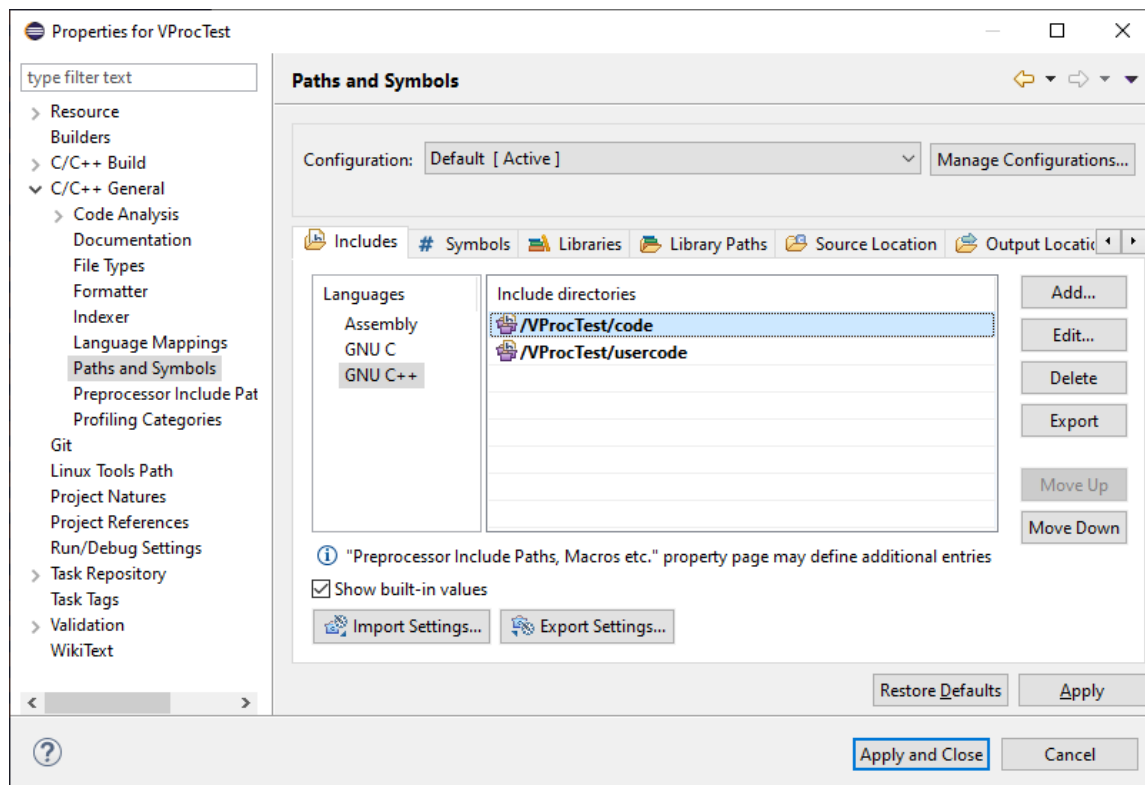 Properties for VProcTest
type filter text
Resource
Builders
C/C++ Build
C/C++ General
Code Analysis
Documentation
File Types
Formatter
Indexer
Language Mappings
Paths and Symbols
Preprocessor Include Pat
Profiling Categories
Git
Linux Tools Path
Project Natures
Project References
Run/Debug Settings
Task Repository
Task Tags
Validation
WikiText
Paths and Symbols
Configuration: Default [ Active ] Manage Configurations...
Includes # Symbols Libraries Library Paths Source Location Output Locatic
Languages
Assembly
GNU C
GNU C++
Include directories
/VProcTest/code
/VProcTest/usercode
Add...
Edit...
Delete
Export
Move Up
Move Down
"Preprocessor Include Paths, Macros etc." property page may define additional entries
Show built-in values
Import Settings... Export Settings...
Restore Defaults Apply
? Apply and Close Cancel